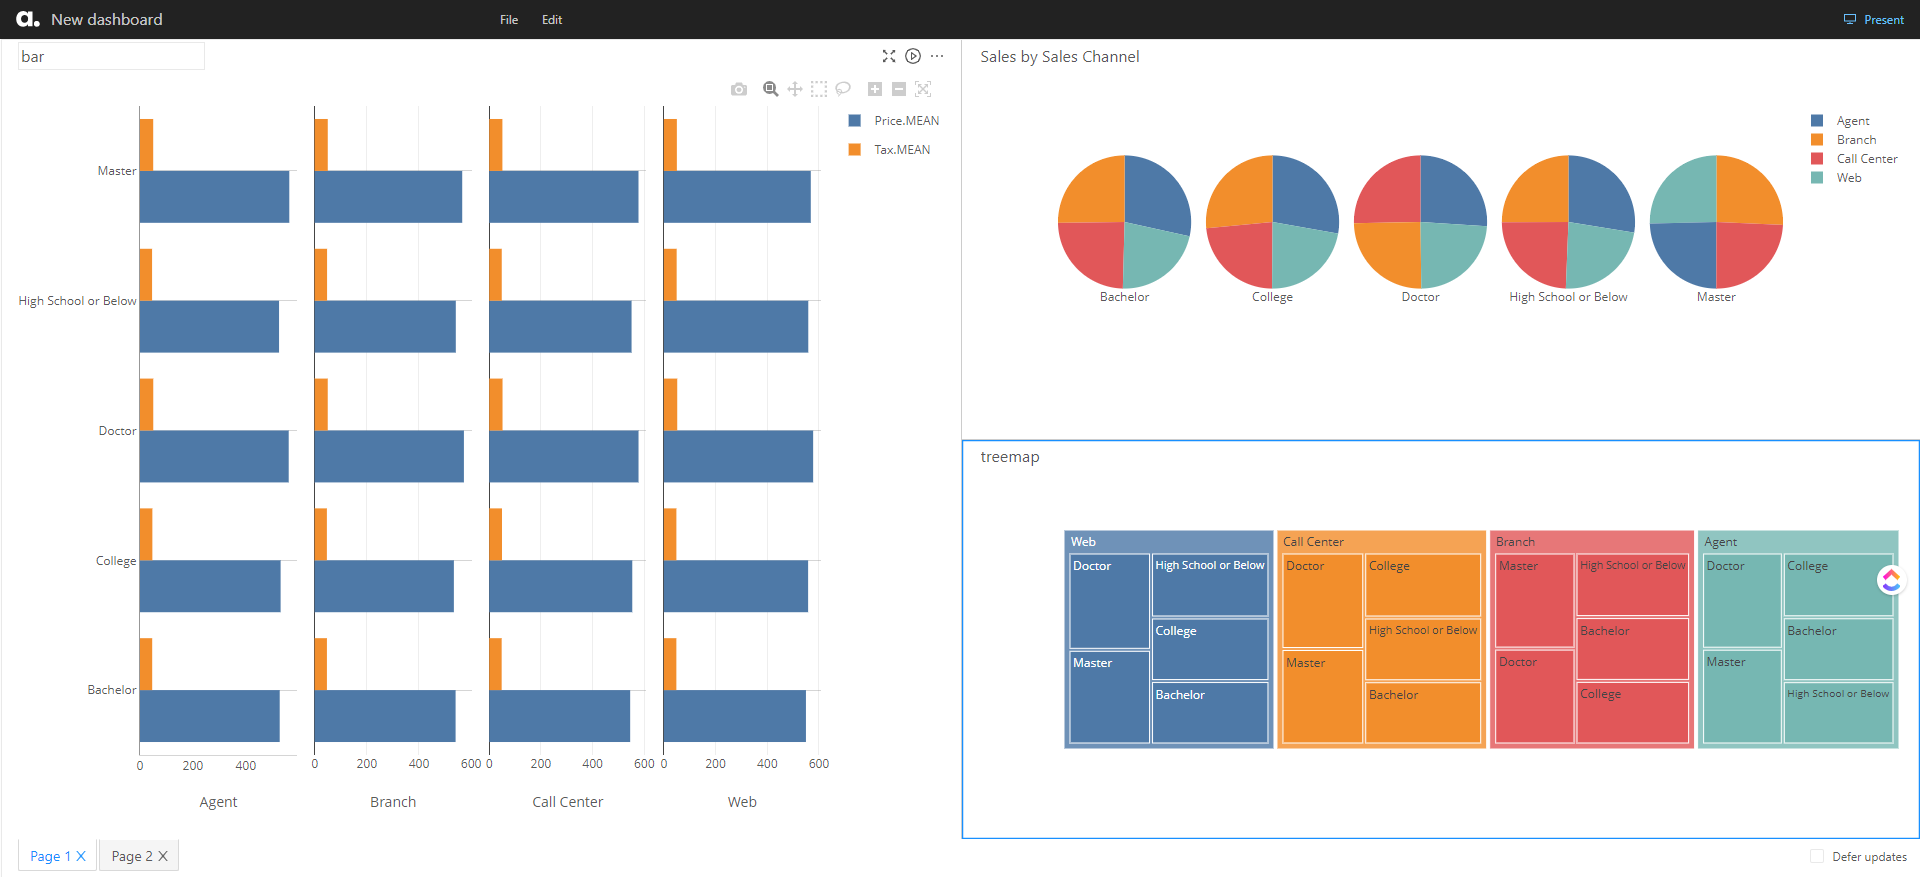 a. New dashboard File Edit Present
bar
Price.MEAN
Tax.MEAN
Master
High School or Below
Doctor
College
Bachelor
0 200 400 0 200 400 600 0 200 400 600 0 200 400 600
Agent Branch Call Center Web
Sales by Sales Channel
Agent
Branch
Call Center
Web
Bachelor College Doctor High School or Below Master
treemap
Web
Doctor
High School or Below
College
Master
Bachelor
Call Center
Doctor
College
High School or Below
Master
Bachelor
Branch
Master
High School or Below
Bachelor
Doctor
College
Agent
Doctor
College
Bachelor
Master
High School or Below
Page 1 X Page 2 X
Defer updates